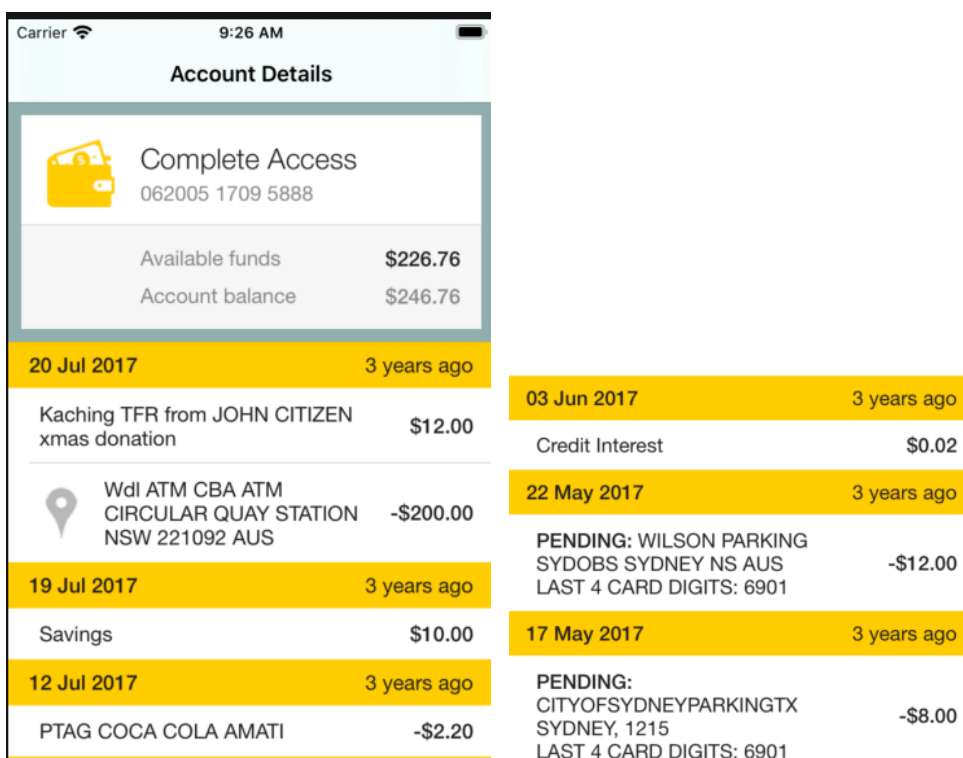 Carrier 9:26 AM
Account Details
Complete Access
062005 1709 5888
Available funds $226.76
Account balance $246.76
20 Jul 2017 3 years ago
Kaching TFR from JOHN CITIZEN
xmas donation
$12.00
Wdl ATM CBA ATM
CIRCULAR QUAY STATION
NSW 221092 AUS
-$200.00
19 Jul 2017 3 years ago
Savings $10.00
12 Jul 2017 3 years ago
PTAG COCA COLA AMATI -$2.20
03 Jun 2017 3 years ago
Credit Interest $0.02
22 May 2017 3 years ago
PENDING: WILSON PARKING
SYDOBS SYDNEY NS AUS
LAST 4 CARD DIGITS: 6901
-$12.00
17 May 2017 3 years ago
PENDING:
CITYOFSYDNEYPARKINGTX
SYDNEY, 1215
LAST 4 CARD DIGITS: 6901
-$8.00